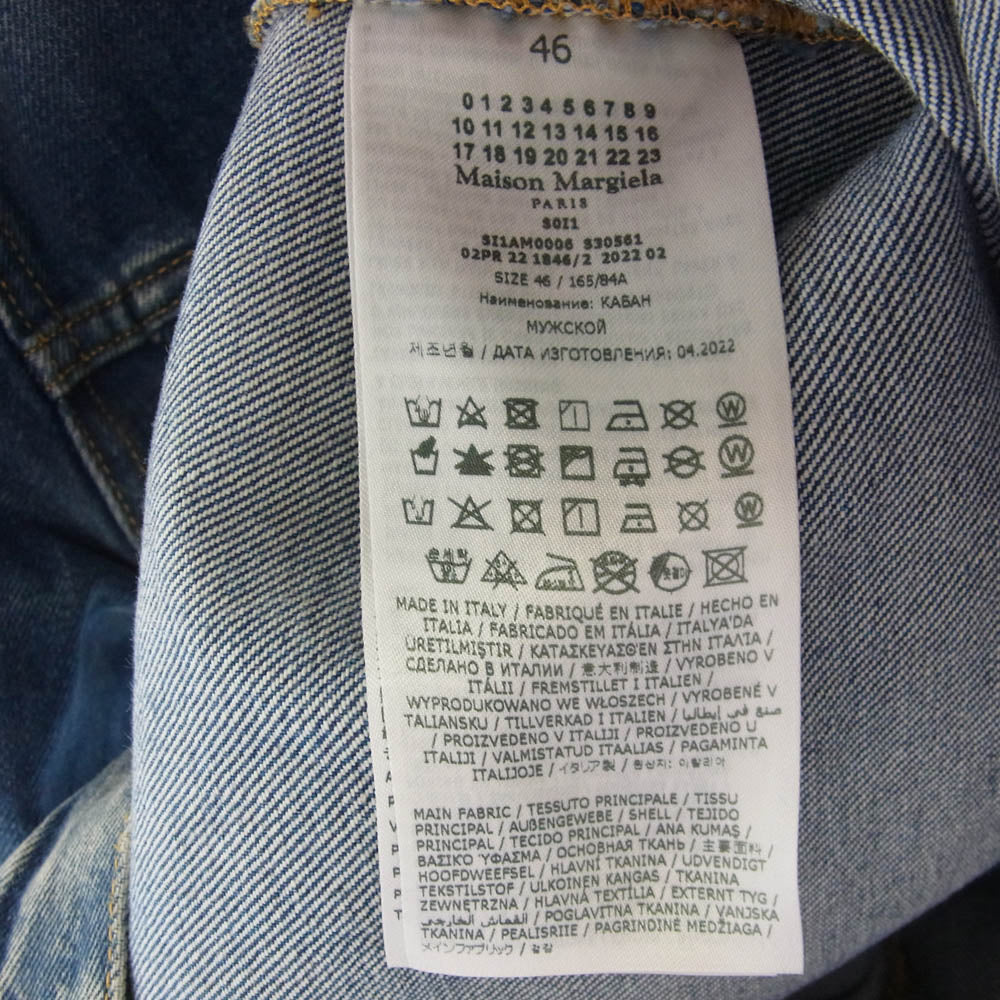 46
0 1 2 3 4 5 6 7 8 9
10 11 12 13 14 15 16
17 18 19 20 21 22 23
Maison Margiela
PARIS
S0I1
SI1AM0006 S30561
02PR 22 1846/2 2022 02
SIZE 46 / 165/84A
Наименование: КАБАН
МУЖСКОЙ
제조년월 / ДАТА ИЗГОТОВЛЕНИЯ: 04.2022
W
W
W
MADE IN ITALY / FABRIQUÉ EN ITALIE / HECHO EN
ITALIA / FABRICADO EM ITÁLIA / ITALYA'DA
ÜRETILMIŞTIR / ΚΑΤΑΣΚΕΥΑΣΘ'ΕΝ ΣΤΗΝ ΙΤΑΛΙΑ /
СДЕЛАНО В ИТАЛИИ / 意大利制造 / VYROBENO V
ITÁLII / FREMSTILLET I ITALIEN /
WYPRODUKOWANO WE WŁOSZECH / VYROBENÉ V
TALIANSKU / TILLVERKAD I ITALIEN / صنع في إيطاليا
/ PROIZVEDENO V ITALIJI / PROIZVEDENO U
ITALIJI / VALMISTATUD ITAALIAS / PAGAMINTA
ITALIJOJE / イタリア製 / 원산지: 이탈리아
MAIN FABRIC / TESSUTO PRINCIPALE / TISSU
PRINCIPAL / AUßENGEWEBE / SHELL / TEJIDO
PRINCIPAL / TECIDO PRINCIPAL / ANA KUMAŞ /
ΒΑΣΙΚΟ ΎΦΑΣΜΑ / ОСНОВНАЯ ТКАНЬ / 主要面料 /
HOOFDWEEFSEL / HLAVNÍ TKANINA / UDVENDIGT
TEKSTILSTOF / ULKOINEN KANGAS / TKANINA
ZEWNĘTRZNA / HLAVNÁ TEXTÍLIA / EXTERNT TYG /
القماش الخارجي / POGLAVITNA TKANINA / VANJSKA
TKANINA / PEALISRIIE / PAGRINDINĖ MEDŽIAGA /
メインファブリック / 겉감